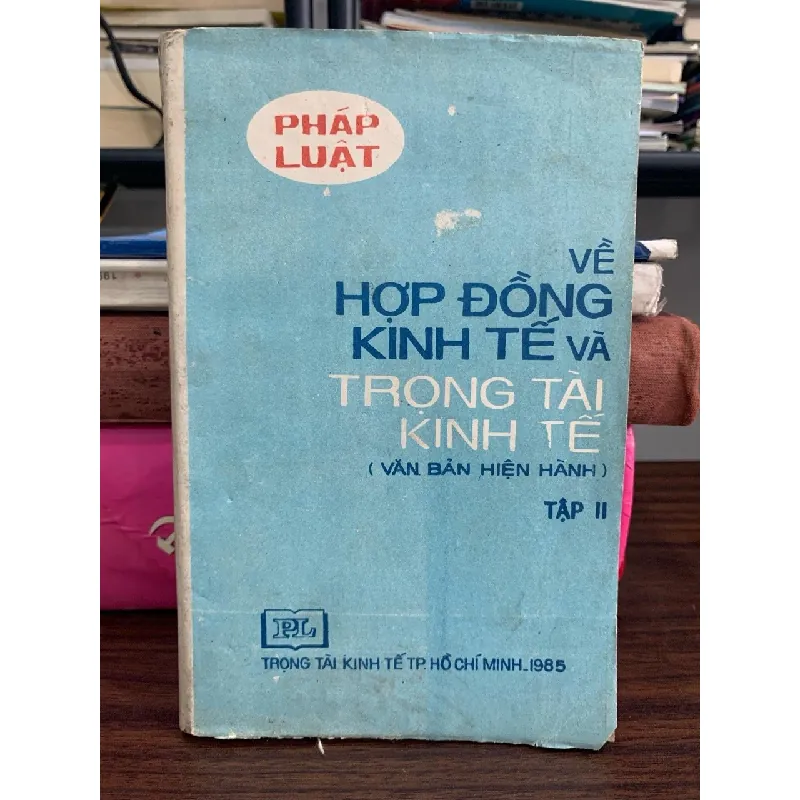 PHÁP
LUẬT
VỀ
HỢP ĐỒNG
KINH TẾ VÀ
TRỌNG TÀI
KINH TẾ
(VĂN BẢN HIỆN HÀNH)
TẬP II
PL
TRỌNG TÀI KINH TẾ TP. HỒ CHÍ MINH_1985